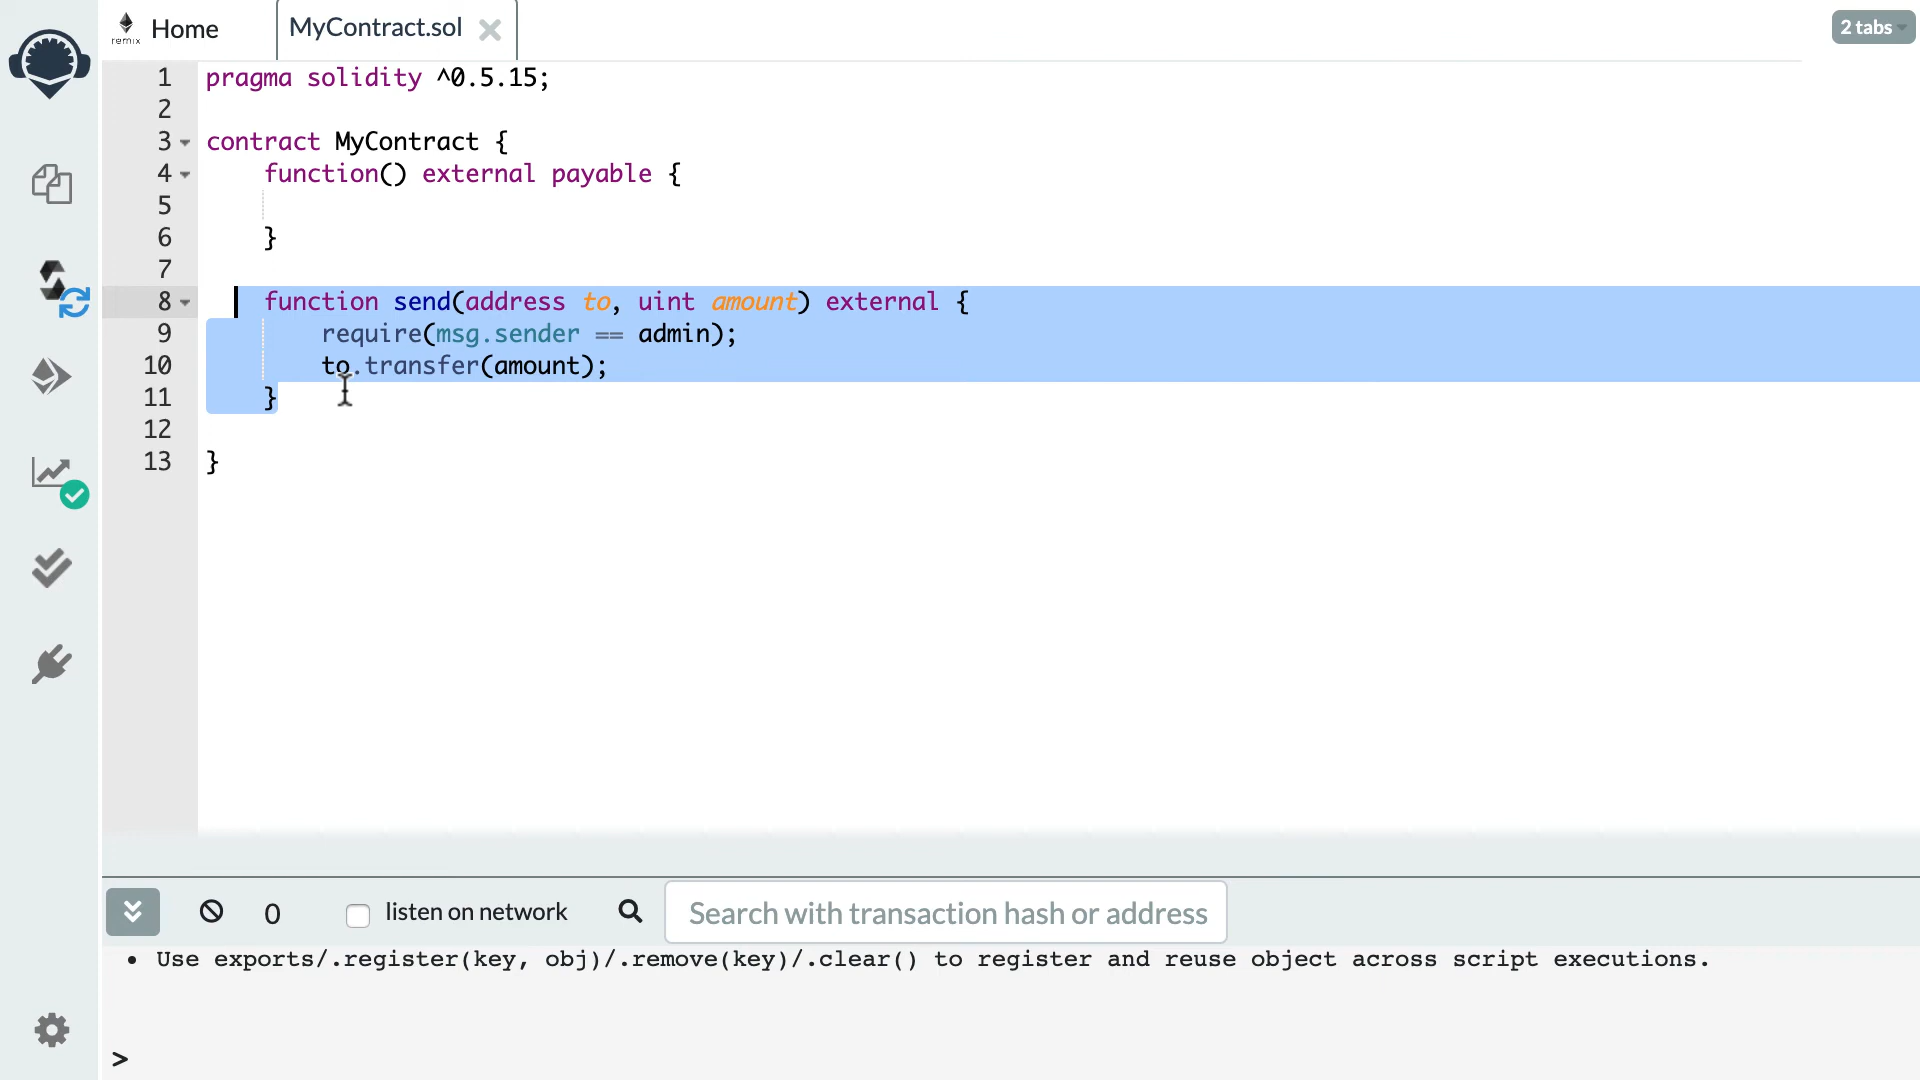 remix Home MyContract.sol 2 tabs
1 pragma solidity ^0.5.15;
2
3 contract MyContract {
4 function() external payable {
5
6 }
7
8 function send(address to, uint amount) external {
9 require(msg.sender == admin);
10 to.transfer(amount);
11 }
12
13 }
0 listen on network Search with transaction hash or address
• Use exports/.register(key, obj)/.remove(key)/.clear() to register and reuse object across script executions.
>